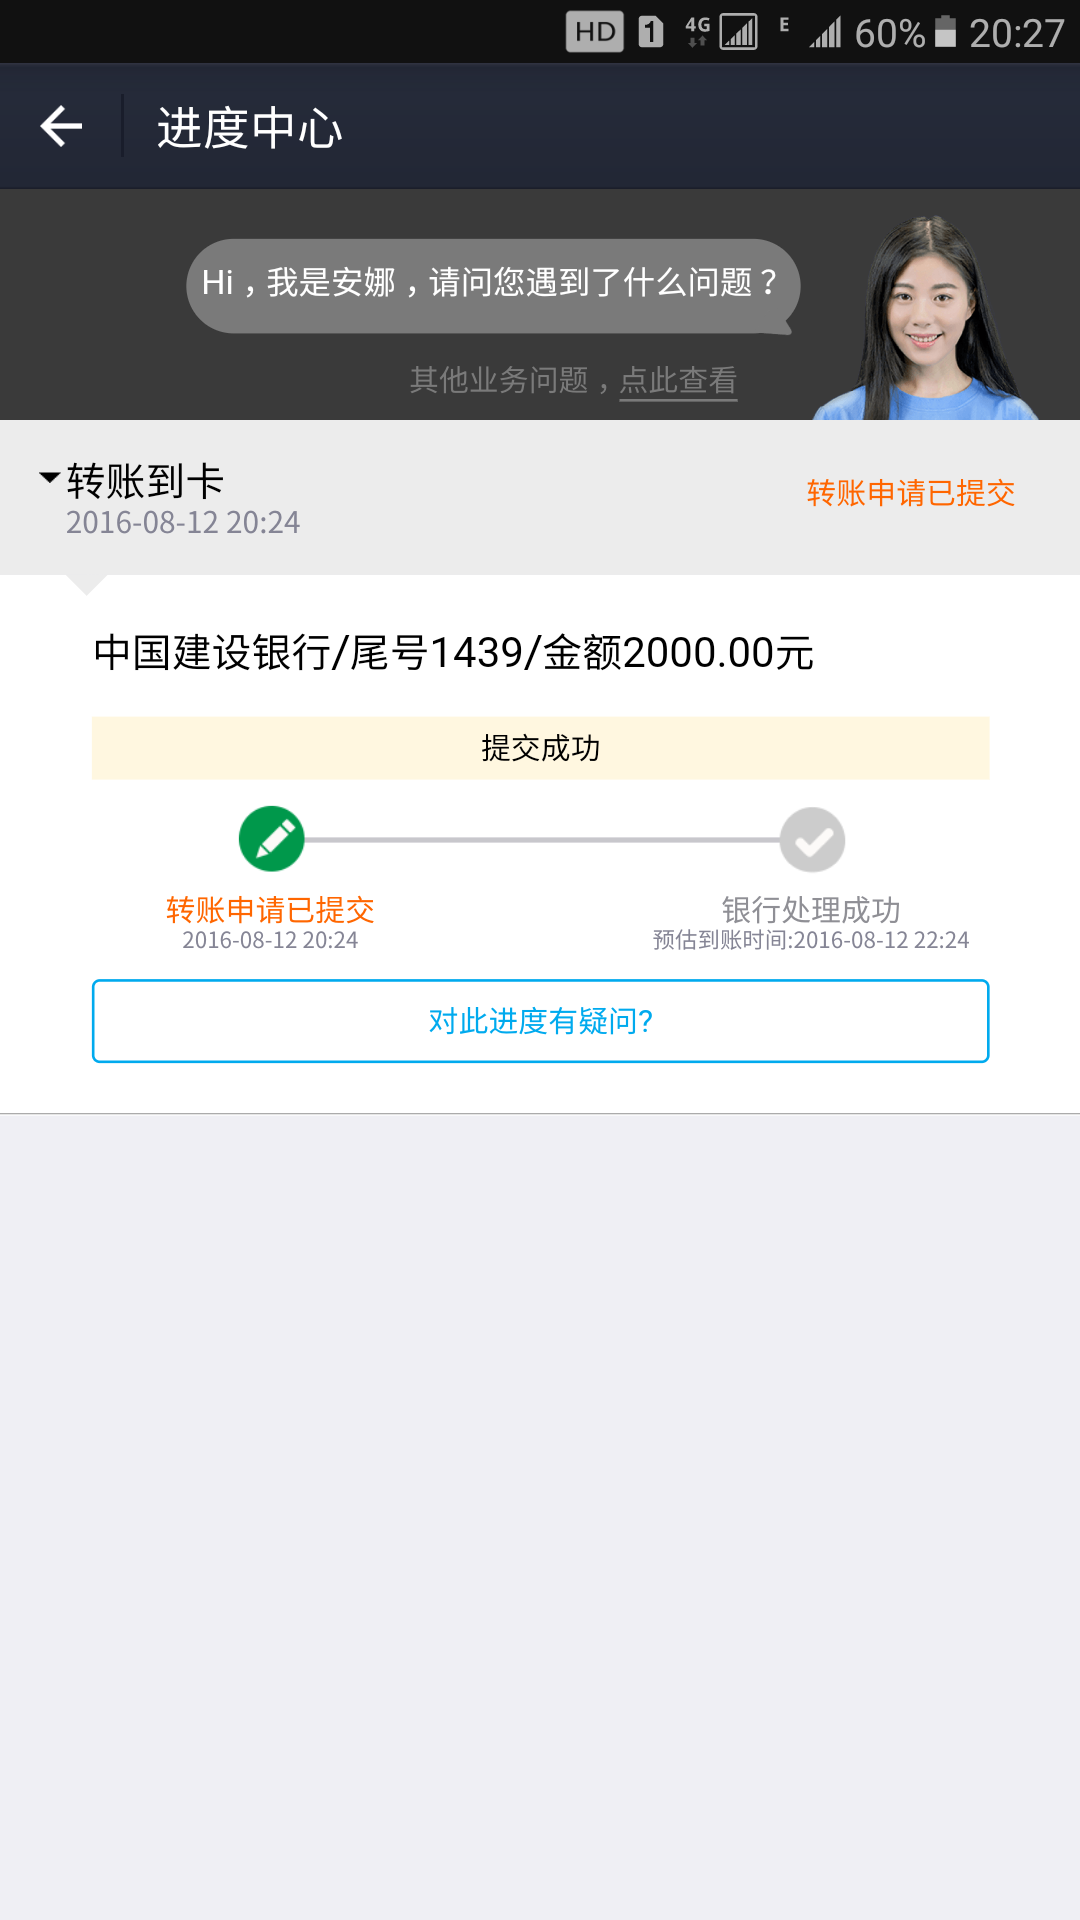 HD 1 4G E 60% 20:27
进度中心
Hi，我是安娜，请问您遇到了什么问题？
其他业务问题，点此查看
转账到卡
转账申请已提交
2016-08-12 20:24
中国建设银行/尾号1439/金额2000.00元
提交成功
转账申请已提交 银行处理成功
2016-08-12 20:24 预估到账时间:2016-08-12 22:24
对此进度有疑问?